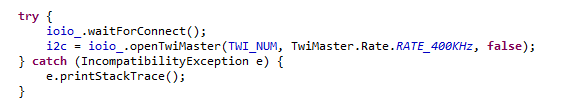 try {
    ioio_.waitForConnect();
    i2c = ioio_.openTwiMaster(TWI_NUM, TwiMaster.Rate.RATE_400KHz, false);
} catch (IncompatibilityException e) {
    e.printStackTrace();
}